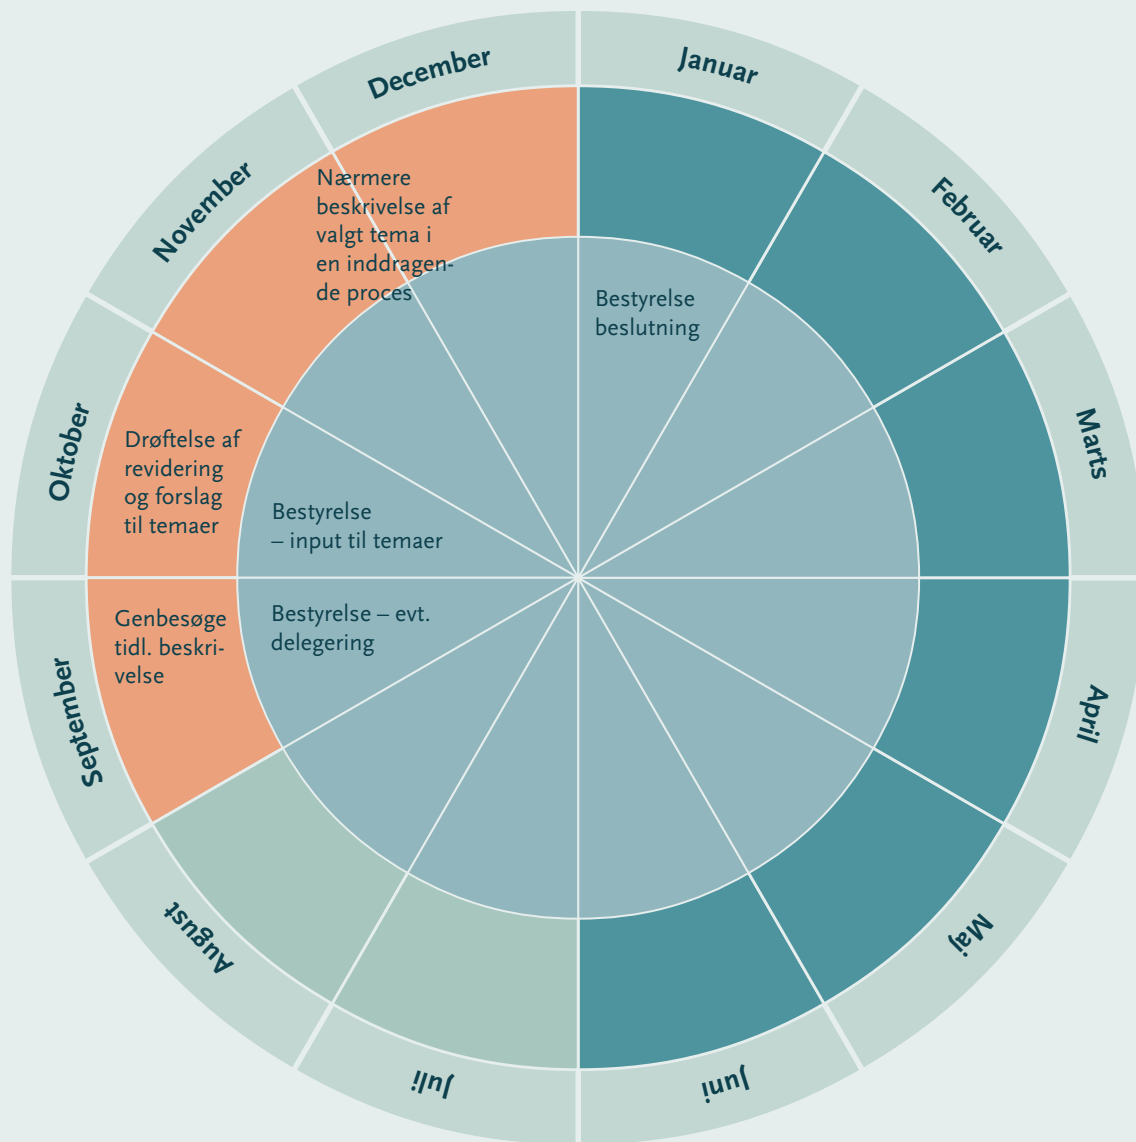 Januar
Februar
Marts
April
Maj
Juni
Juli
August
September
Oktober
November
December
Nærmere
beskrivelse af
valgt tema i
en inddragen-
de proces
Bestyrelse
beslutning
Drøftelse af
revidering
og forslag
til temaer
Bestyrelse
– input til temaer
Genbesøge
tidl. beskri-
velse
Bestyrelse – evt.
delegering